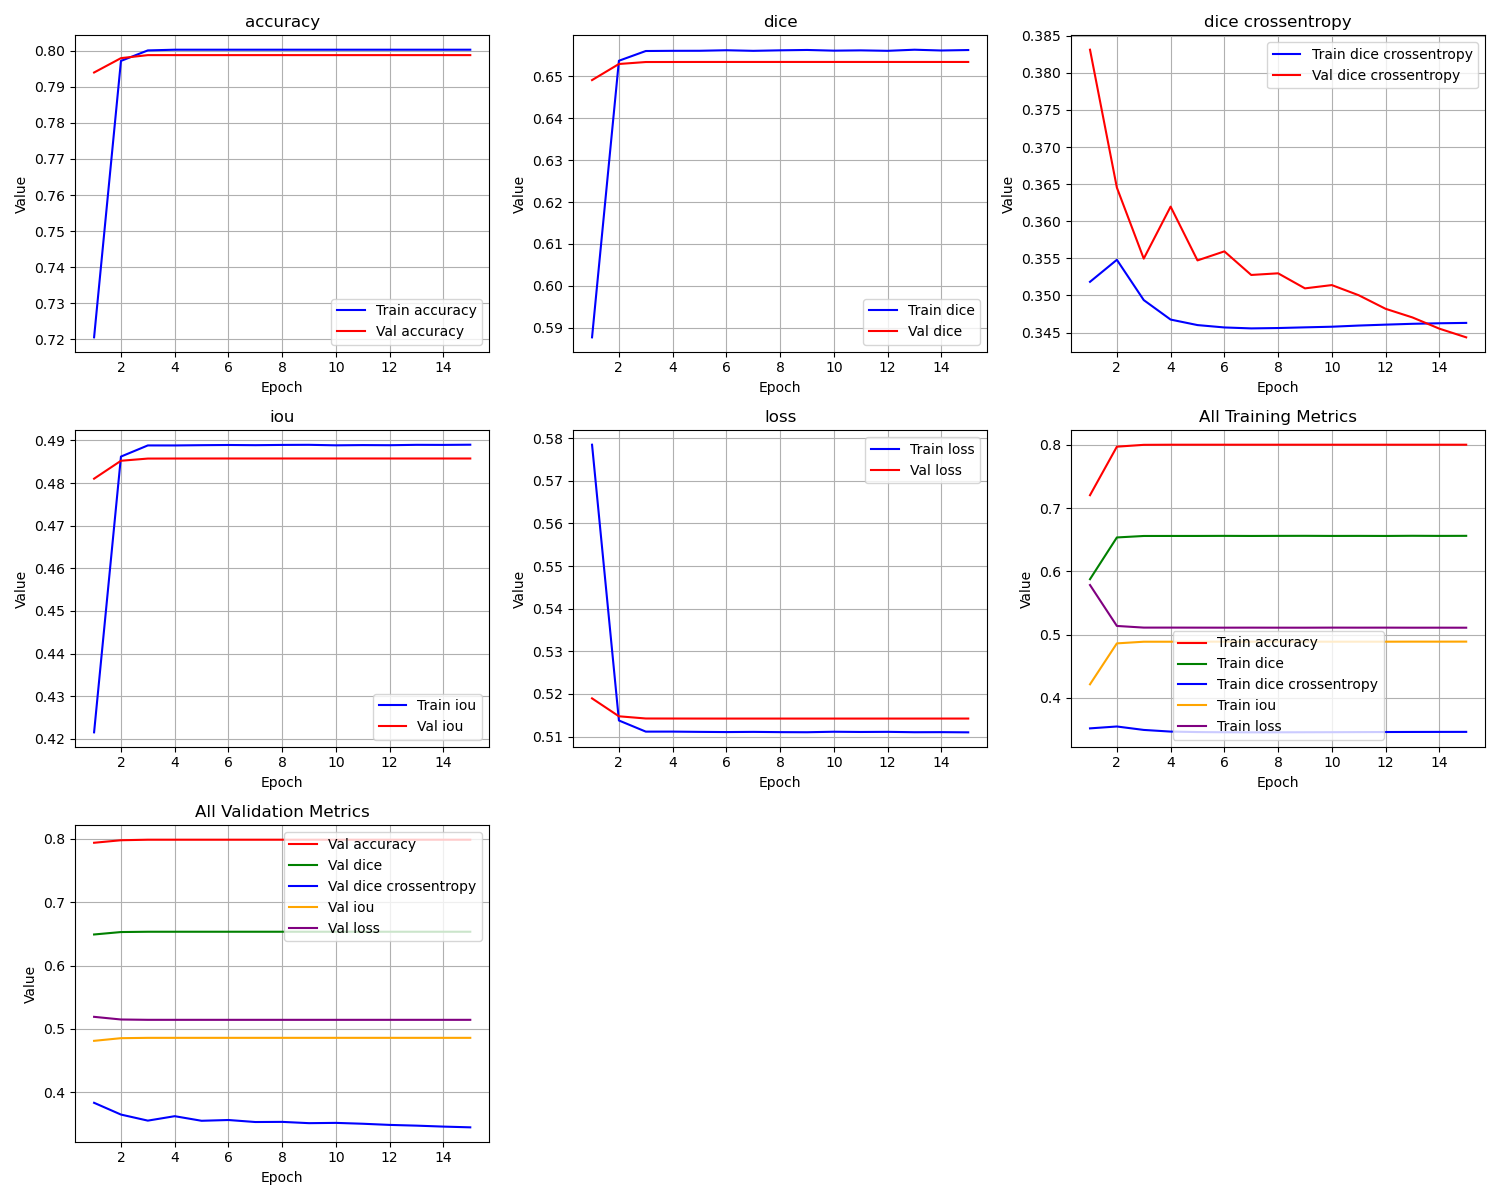 accuracy
0.80
0.79
0.78
0.77
0.76
0.75
0.74
0.73
0.72
Value
Train accuracy
Val accuracy
2 4 6 8 10 12 14
Epoch
dice
0.65
0.64
0.63
0.62
0.61
0.60
0.59
Value
Train dice
Val dice
2 4 6 8 10 12 14
Epoch
dice crossentropy
0.385
0.380
0.375
0.370
0.365
0.360
0.355
0.350
0.345
Value
Train dice crossentropy
Val dice crossentropy
2 4 6 8 10 12 14
Epoch
iou
0.49
0.48
0.47
0.46
0.45
0.44
0.43
0.42
Value
Train iou
Val iou
2 4 6 8 10 12 14
Epoch
loss
0.58
0.57
0.56
0.55
0.54
0.53
0.52
0.51
Value
Train loss
Val loss
2 4 6 8 10 12 14
Epoch
All Training Metrics
0.8
0.7
0.6
0.5
0.4
Value
Train accuracy
Train dice
Train dice crossentropy
Train iou
Train loss
2 4 6 8 10 12 14
Epoch
All Validation Metrics
0.8
0.7
0.6
0.5
0.4
Value
Val accuracy
Val dice
Val dice crossentropy
Val iou
Val loss
2 4 6 8 10 12 14
Epoch